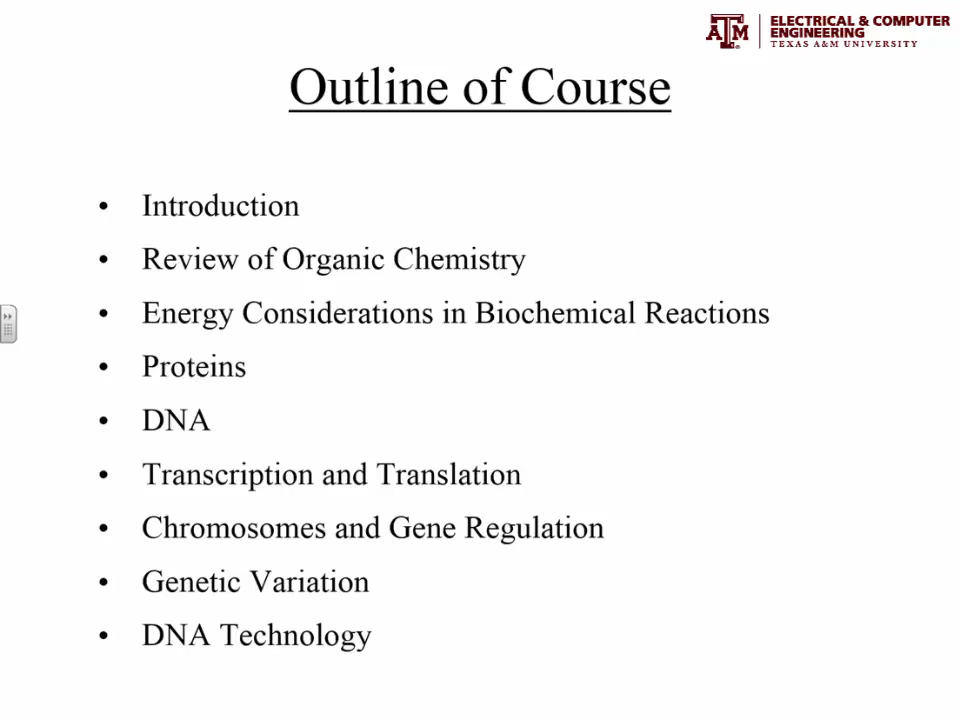 ĀM ELECTRICAL & COMPUTER
ENGINEERING
TEXAS A&M UNIVERSITY
Outline of Course
• Introduction
• Review of Organic Chemistry
• Energy Considerations in Biochemical Reactions
• Proteins
• DNA
• Transcription and Translation
• Chromosomes and Gene Regulation
• Genetic Variation
• DNA Technology